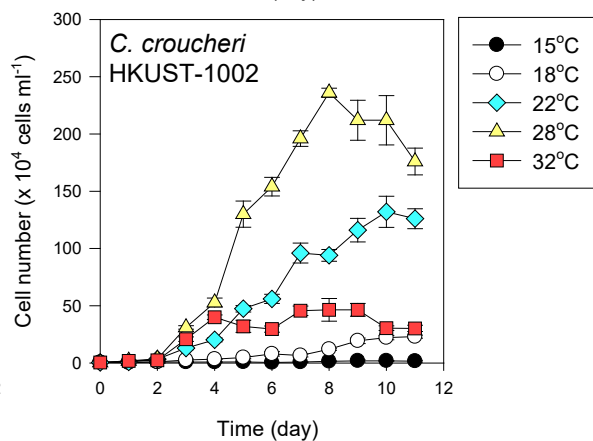 C. croucheri
HKUST-1002
300
250
200
150
100
50
0
0 2 4 6 8 10 12
Cell number (x 10⁴ cells ml⁻¹)
Time (day)
15°C
18°C
22°C
28°C
32°C